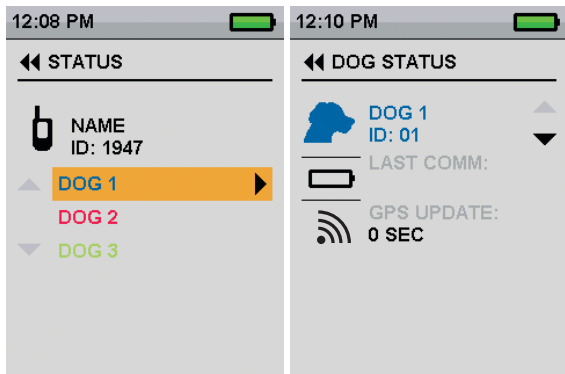 12:08 PM
STATUS
NAME
ID: 1947
DOG 1
DOG 2
DOG 3
12:10 PM
DOG STATUS
DOG 1
ID: 01
LAST COMM:
GPS UPDATE:
0 SEC